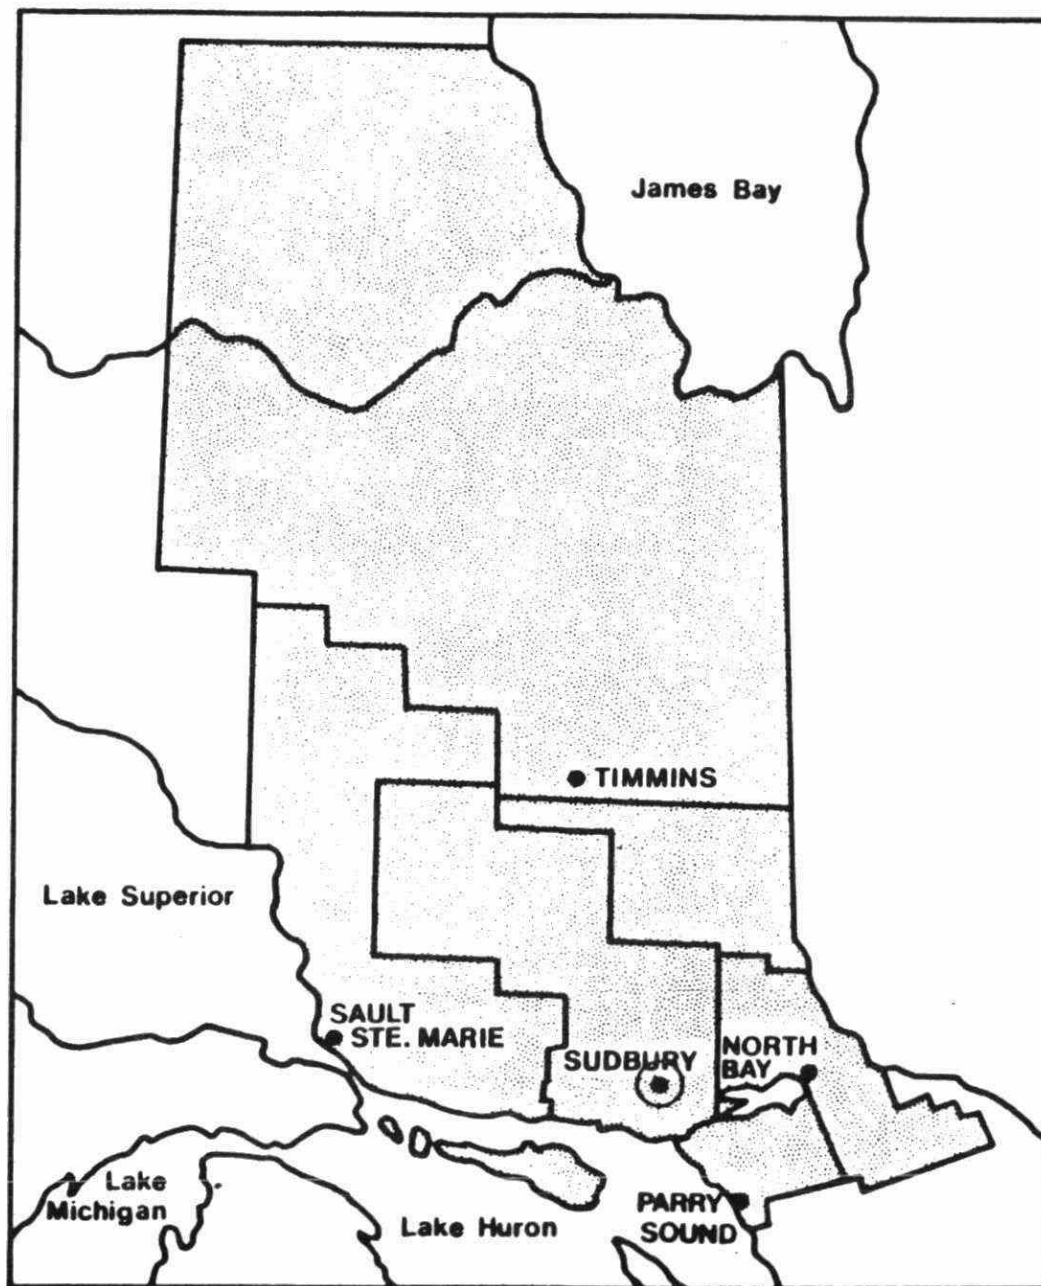 James Bay
TIMMINS
Lake Superior
SAULT
STE. MARIE
SUDBURY
NORTH
BAY
Lake
Michigan
Lake Huron
PARRY
SOUND